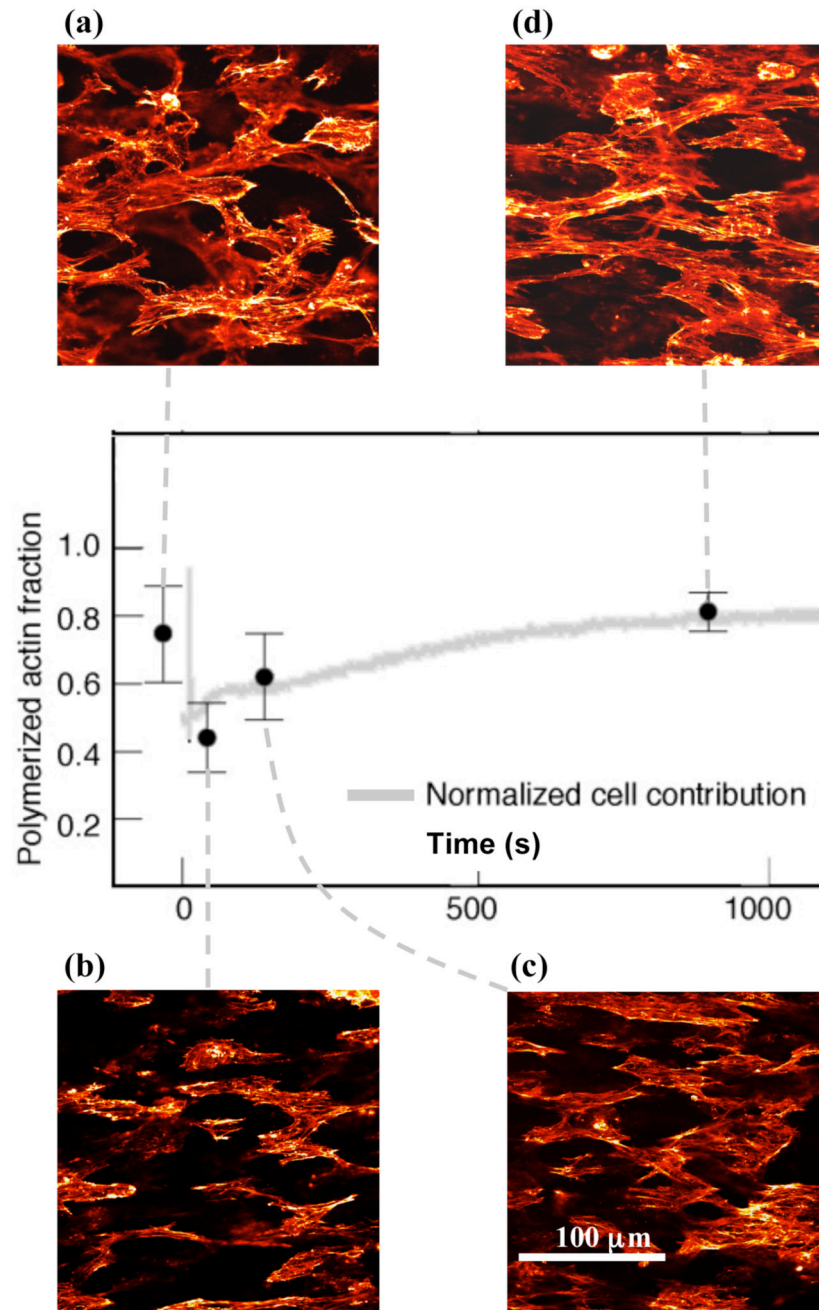 (a)
(d)
Polymerized actin fraction
1.0
0.8
0.6
0.4
0.2
Normalized cell contribution
Time (s)
0
500
1000
(b)
(c)
100 μm